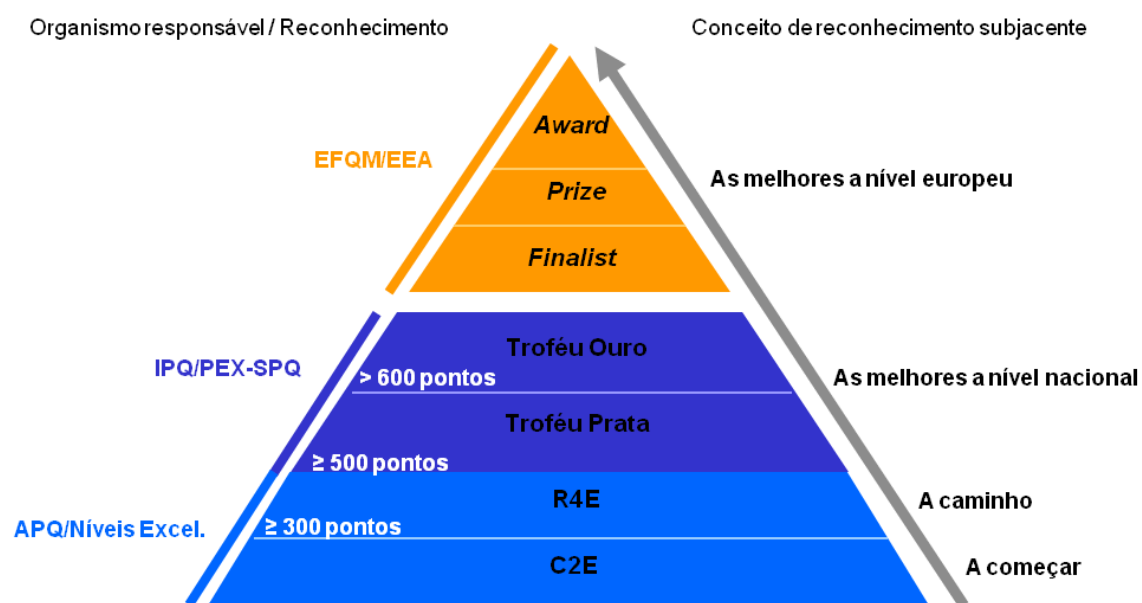 Organismo responsável / Reconhecimento
Conceito de reconhecimento subjacente
Award
EFQM/EEA
As melhores a nível europeu
Prize
Finalist
Troféu Ouro
IPQ/PEX-SPQ
> 600 pontos
As melhores a nível nacional
Troféu Prata
≥ 500 pontos
R4E
A caminho
APQ/Níveis Excel.
≥ 300 pontos
C2E
A começar